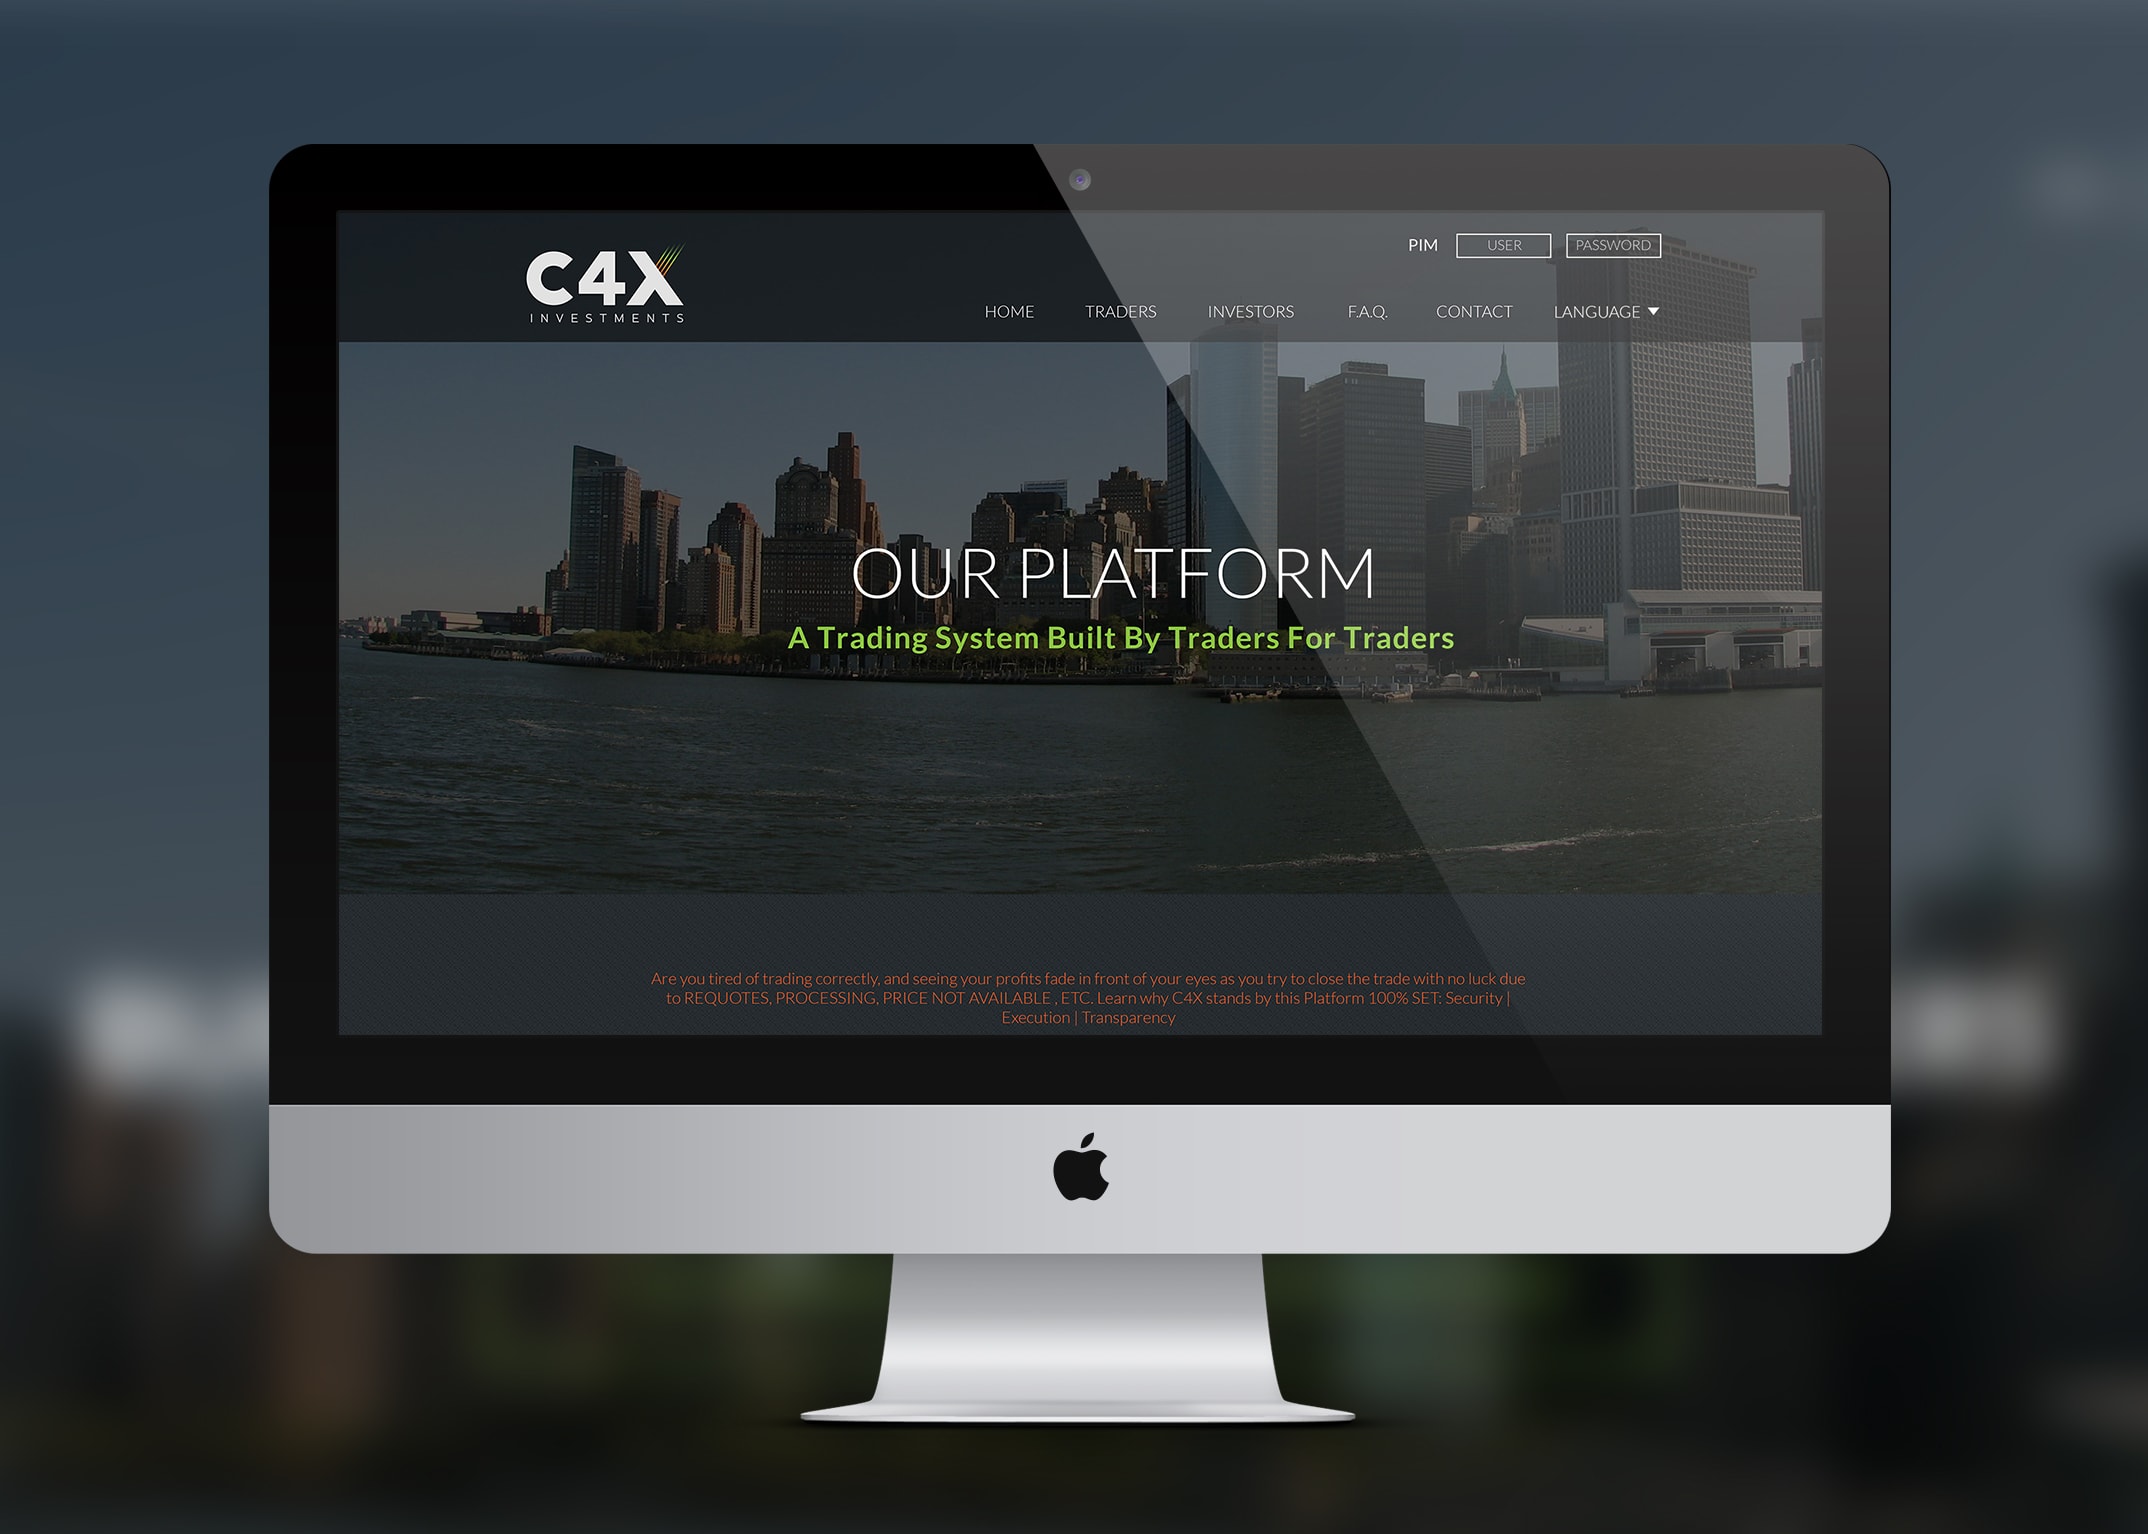 C4X
INVESTMENTS
PIM USER PASSWORD
HOME TRADERS INVESTORS F.A.Q. CONTACT LANGUAGE
OUR PLATFORM
A Trading System Built By Traders For Traders
Are you tired of trading correctly, and seeing your profits fade in front of your eyes as you try to close the trade with no luck due
to REQUOTES, PROCESSING, PRICE NOT AVAILABLE , ETC. Learn why C4X stands by this Platform 100% SET: Security |
Execution | Transparency